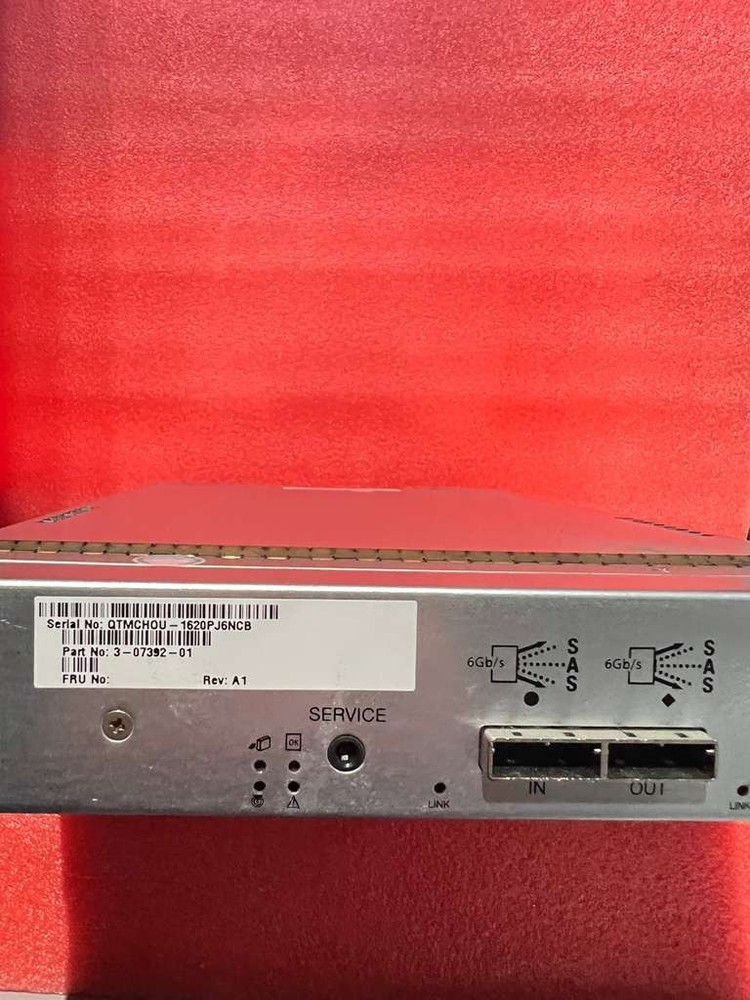 Serial No: QTMCHOU-1620PJ6NCB
Part No: 3-07392-01
FRU No: Rev: A1
6Gb/s SAS
6Gb/s SAS
SERVICE
OK
IN OUT
LINK LINK